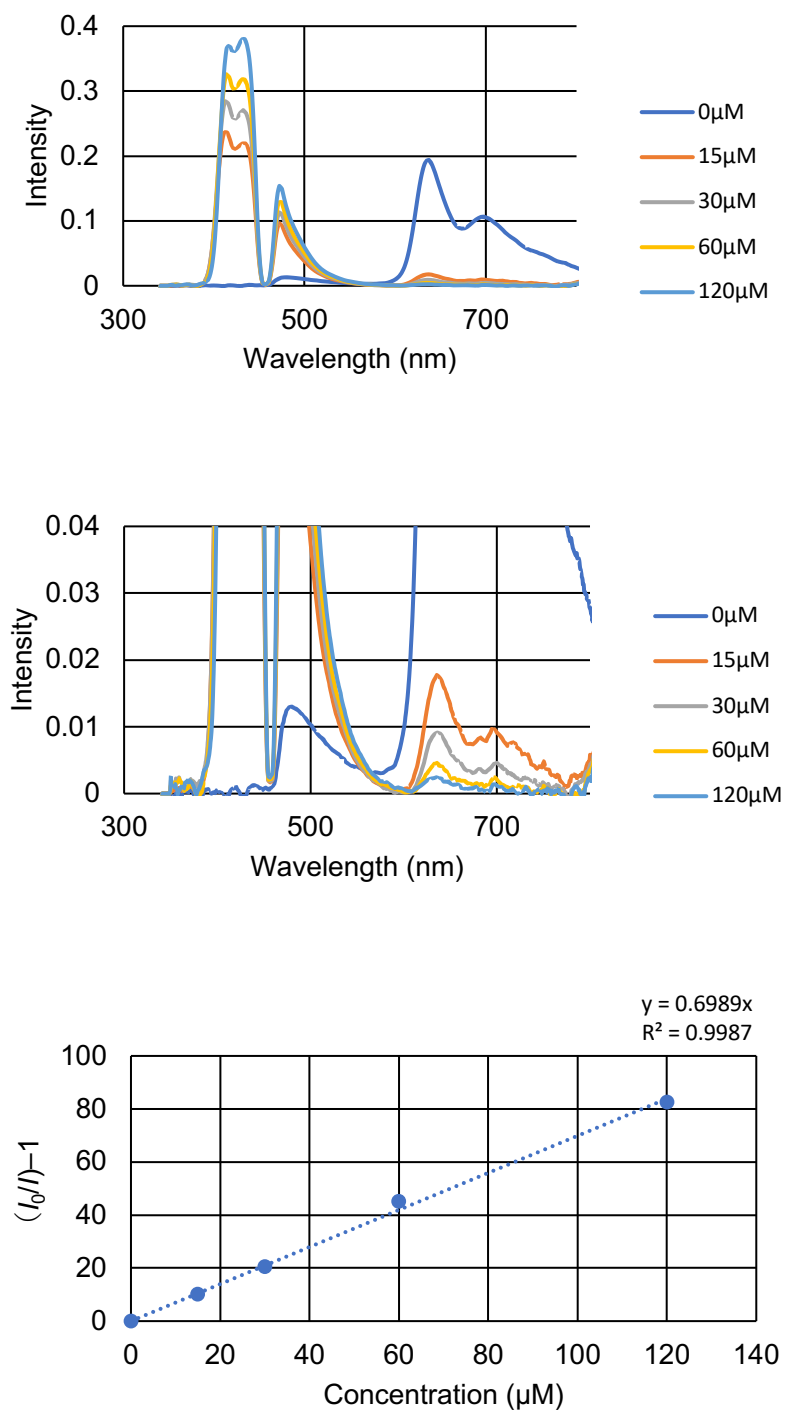 0.4
0.3
0.2
0.1
0
Intensity
300
500
700
Wavelength (nm)
0μM
15μM
30μM
60μM
120μM
0.04
0.03
0.02
0.01
0
Intensity
300
500
700
Wavelength (nm)
0μM
15μM
30μM
60μM
120μM
y = 0.6989x
R² = 0.9987
100
80
60
40
20
0
(I₀/I)–1
0
20
40
60
80
100
120
140
Concentration (μM)